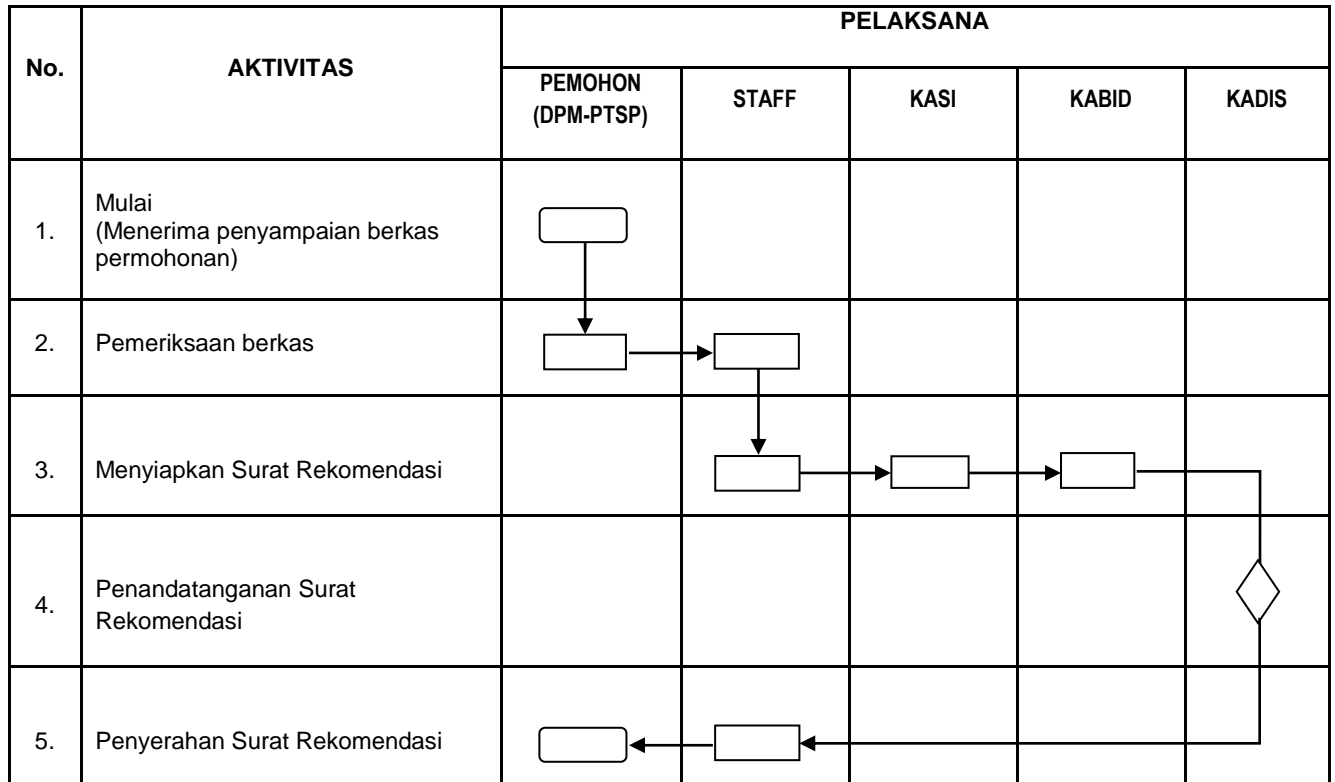 No.
AKTIVITAS
PELAKSANA
PEMOHON
(DPM-PTSP)
STAFF
KASI
KABID
KADIS
1.
Mulai
(Menerima penyampaian berkas
permohonan)
2.
Pemeriksaan berkas
3.
Menyiapkan Surat Rekomendasi
4.
Penandatanganan Surat
Rekomendasi
5.
Penyerahan Surat Rekomendasi